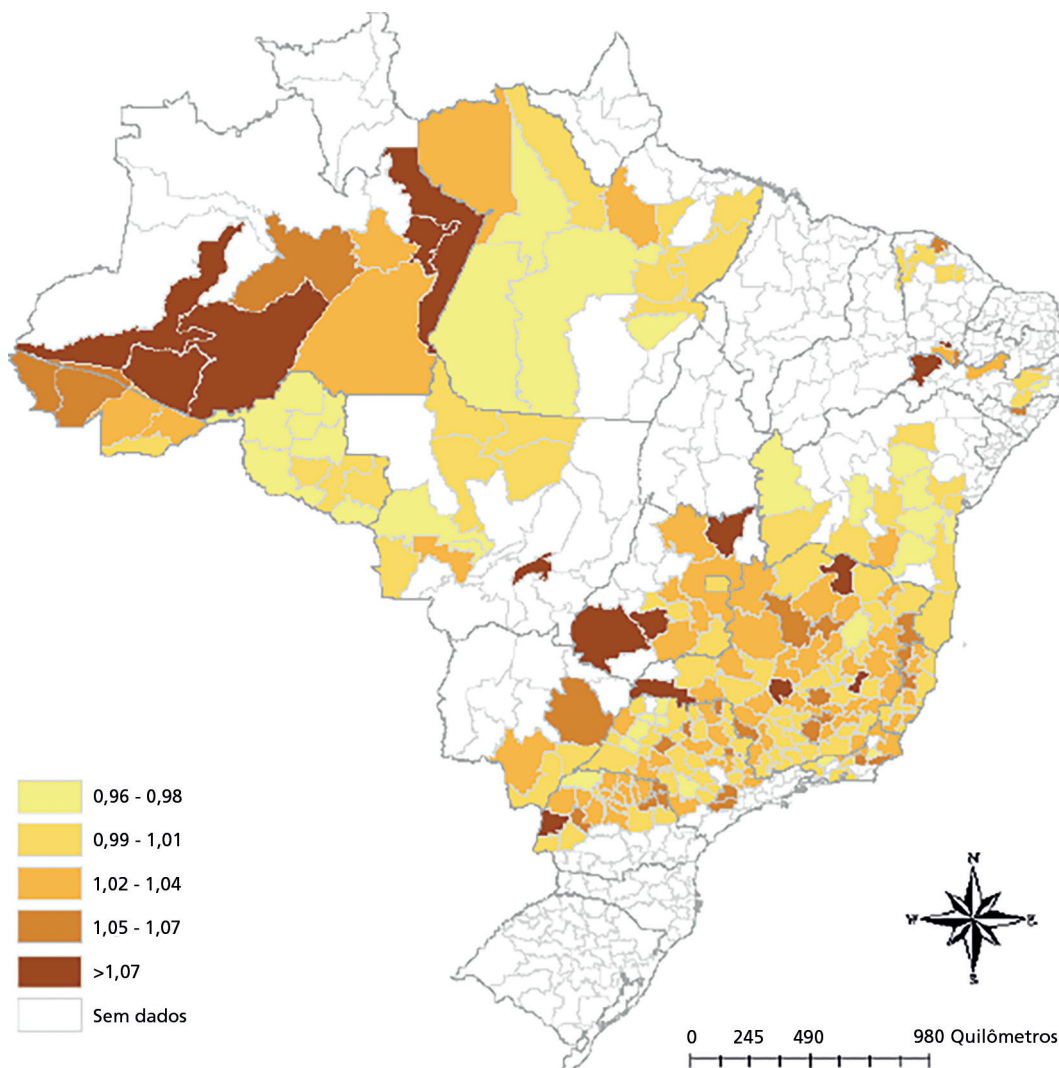 0,96 - 0,98
0,99 - 1,01
1,02 - 1,04
1,05 - 1,07
>1,07
Sem dados
N
W
E
S
0 245 490 980 Quilômetros